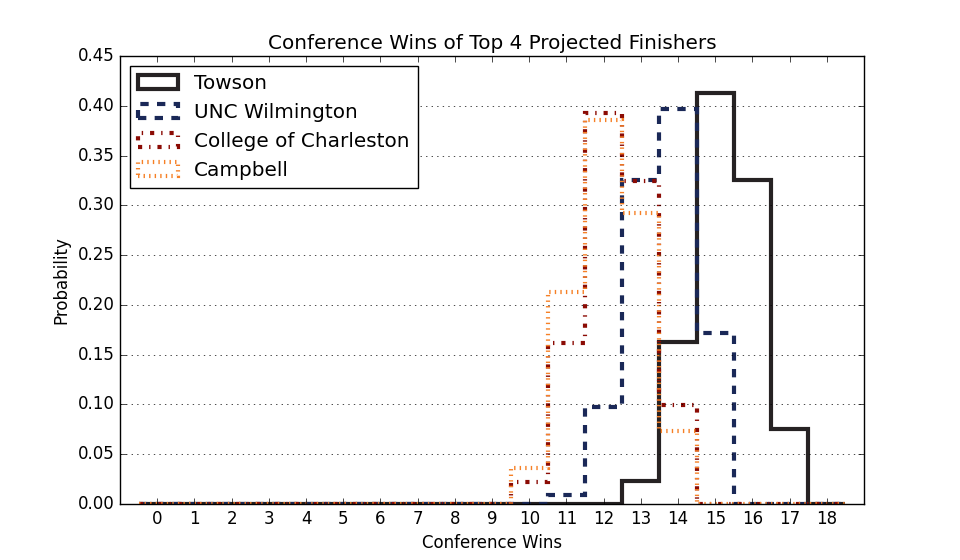 Conference Wins of Top 4 Projected Finishers
0.45
0.40
0.35
0.30
0.25
0.20
0.15
0.10
0.05
0.00
Probability
Towson
UNC Wilmington
College of Charleston
Campbell
0 1 2 3 4 5 6 7 8 9 10 11 12 13 14 15 16 17 18
Conference Wins